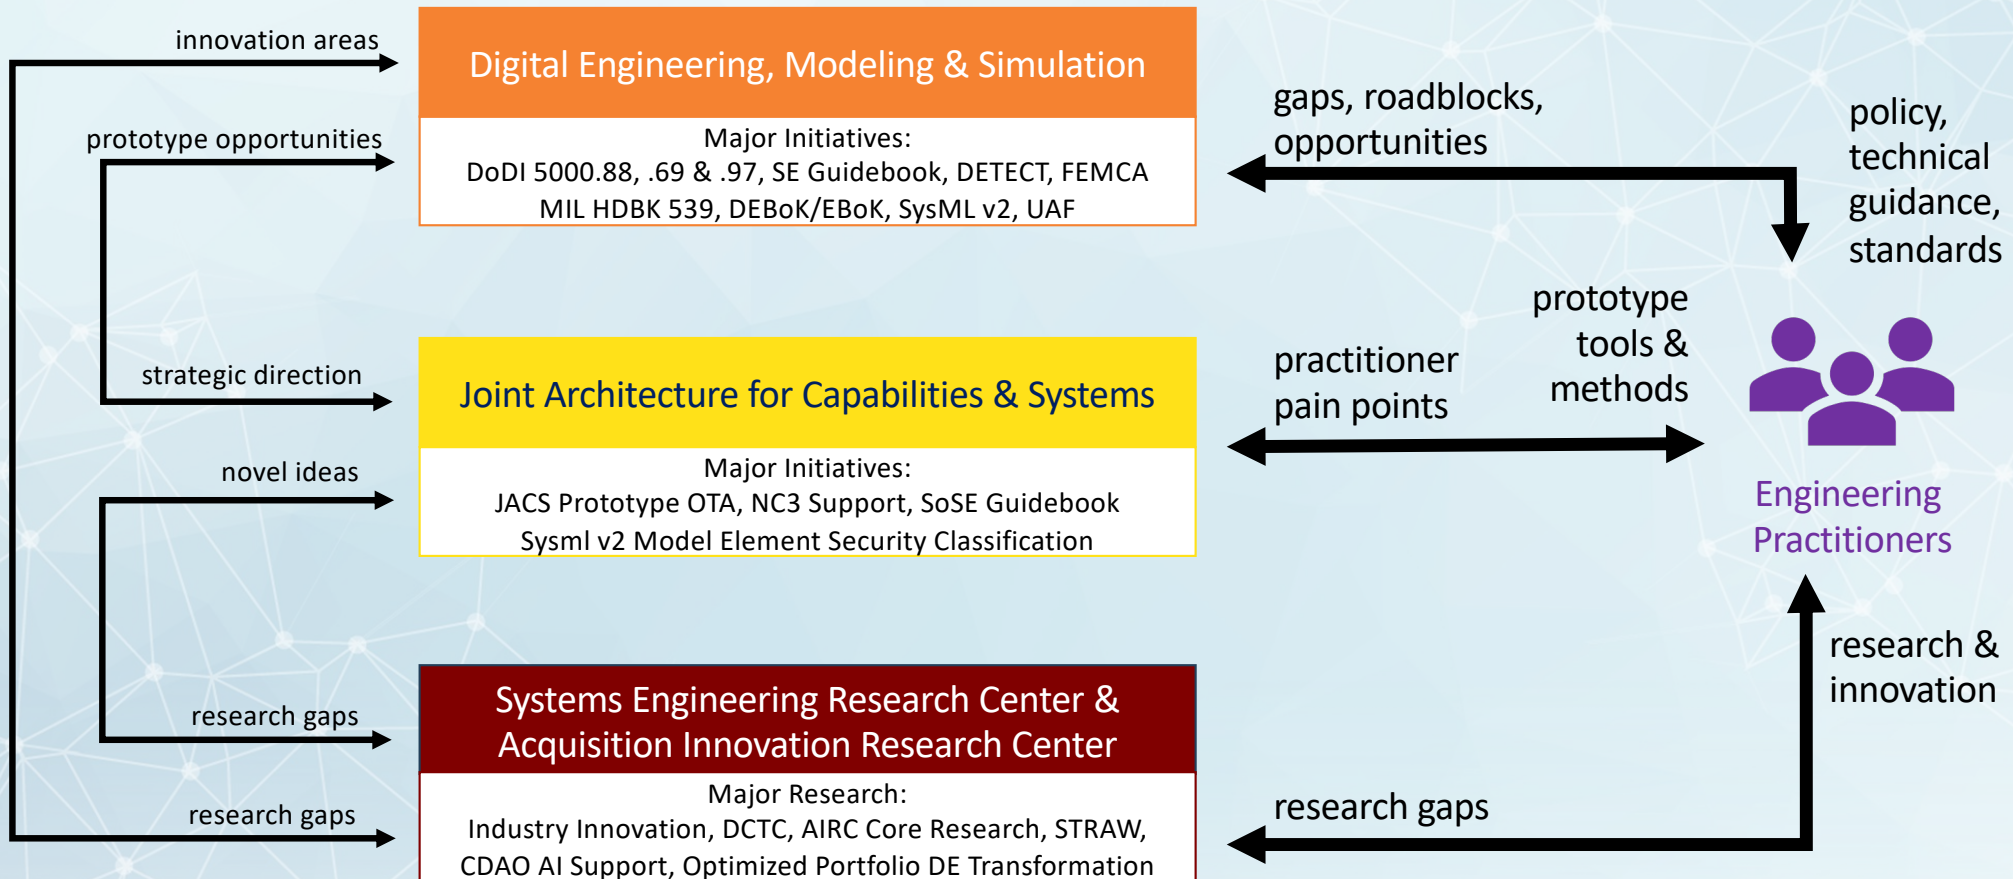 innovation areas
Digital Engineering, Modeling & Simulation
prototype opportunities
Major Initiatives:
DoDI 5000.88, .69 & .97, SE Guidebook, DETECT, FEMCA
MIL HDBK 539, DEBoK/EBoK, SysML v2, UAF
gaps, roadblocks,
opportunities
policy,
technical
guidance,
standards
strategic direction
Joint Architecture for Capabilities & Systems
novel ideas
Major Initiatives:
JACS Prototype OTA, NC3 Support, SoSE Guidebook
Sysml v2 Model Element Security Classification
practitioner
pain points
prototype
tools &
methods
Engineering
Practitioners
research gaps
Systems Engineering Research Center &
Acquisition Innovation Research Center
research gaps
Major Research:
Industry Innovation, DCTC, AIRC Core Research, STRAW,
CDAO AI Support, Optimized Portfolio DE Transformation
research gaps
research &
innovation